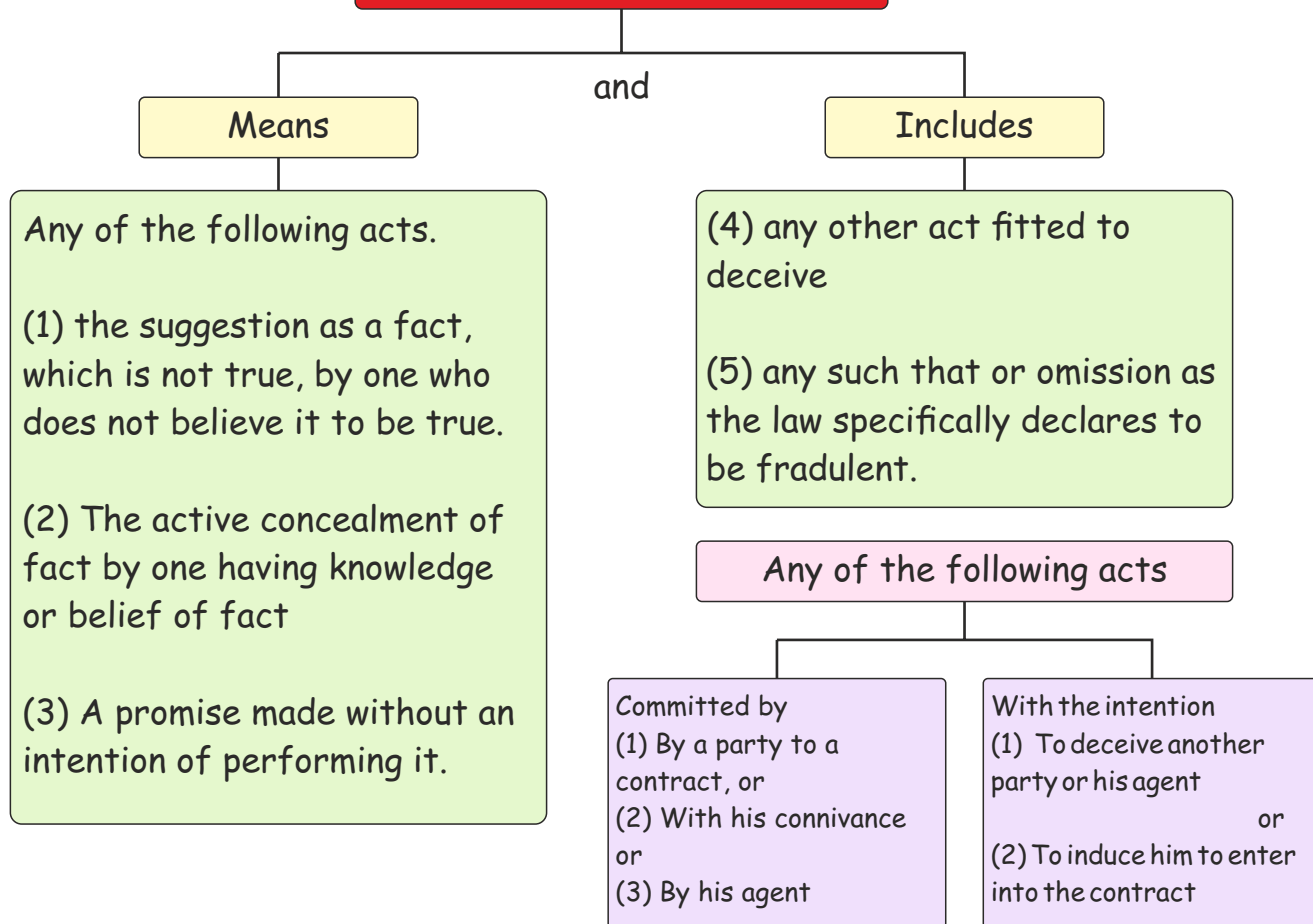 and
Means
Includes
Any of the following acts.
(1) the suggestion as a fact,
which is not true, by one who
does not believe it to be true.
(2) The active concealment of
fact by one having knowledge
or belief of fact
(3) A promise made without an
intention of performing it.
(4) any other act fitted to
deceive
(5) any such that or omission as
the law specifically declares to
be fradulent.
Any of the following acts
Committed by
(1) By a party to a
contract, or
(2) With his connivance
or
(3) By his agent
With the intention
(1) To deceive another
party or his agent
or
(2) To induce him to enter
into the contract